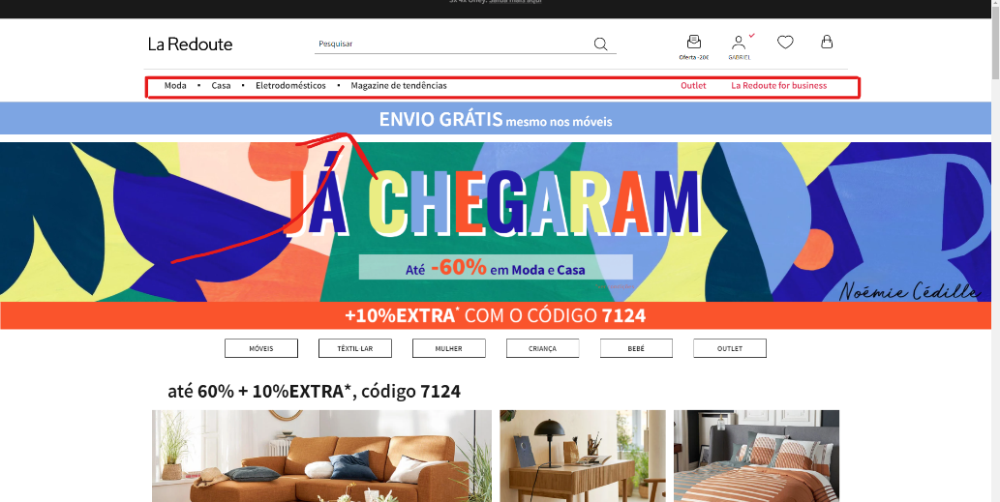 3x 4x Oney. Saiba mais aqui
La Redoute
Pesquisar
Oferta -20€
GABRIEL
Moda • Casa • Eletrodomésticos • Magazine de tendências
Outlet
La Redoute for business
ENVIO GRÁTIS mesmo nos móveis
JÁ CHEGARAM
Até -60% em Moda e Casa
Noémie Cédille
+10%EXTRA* COM O CÓDIGO 7124
MÓVEIS
TÊXTIL-LAR
MULHER
CRIANÇA
BEBÉ
OUTLET
até 60% + 10%EXTRA*, código 7124